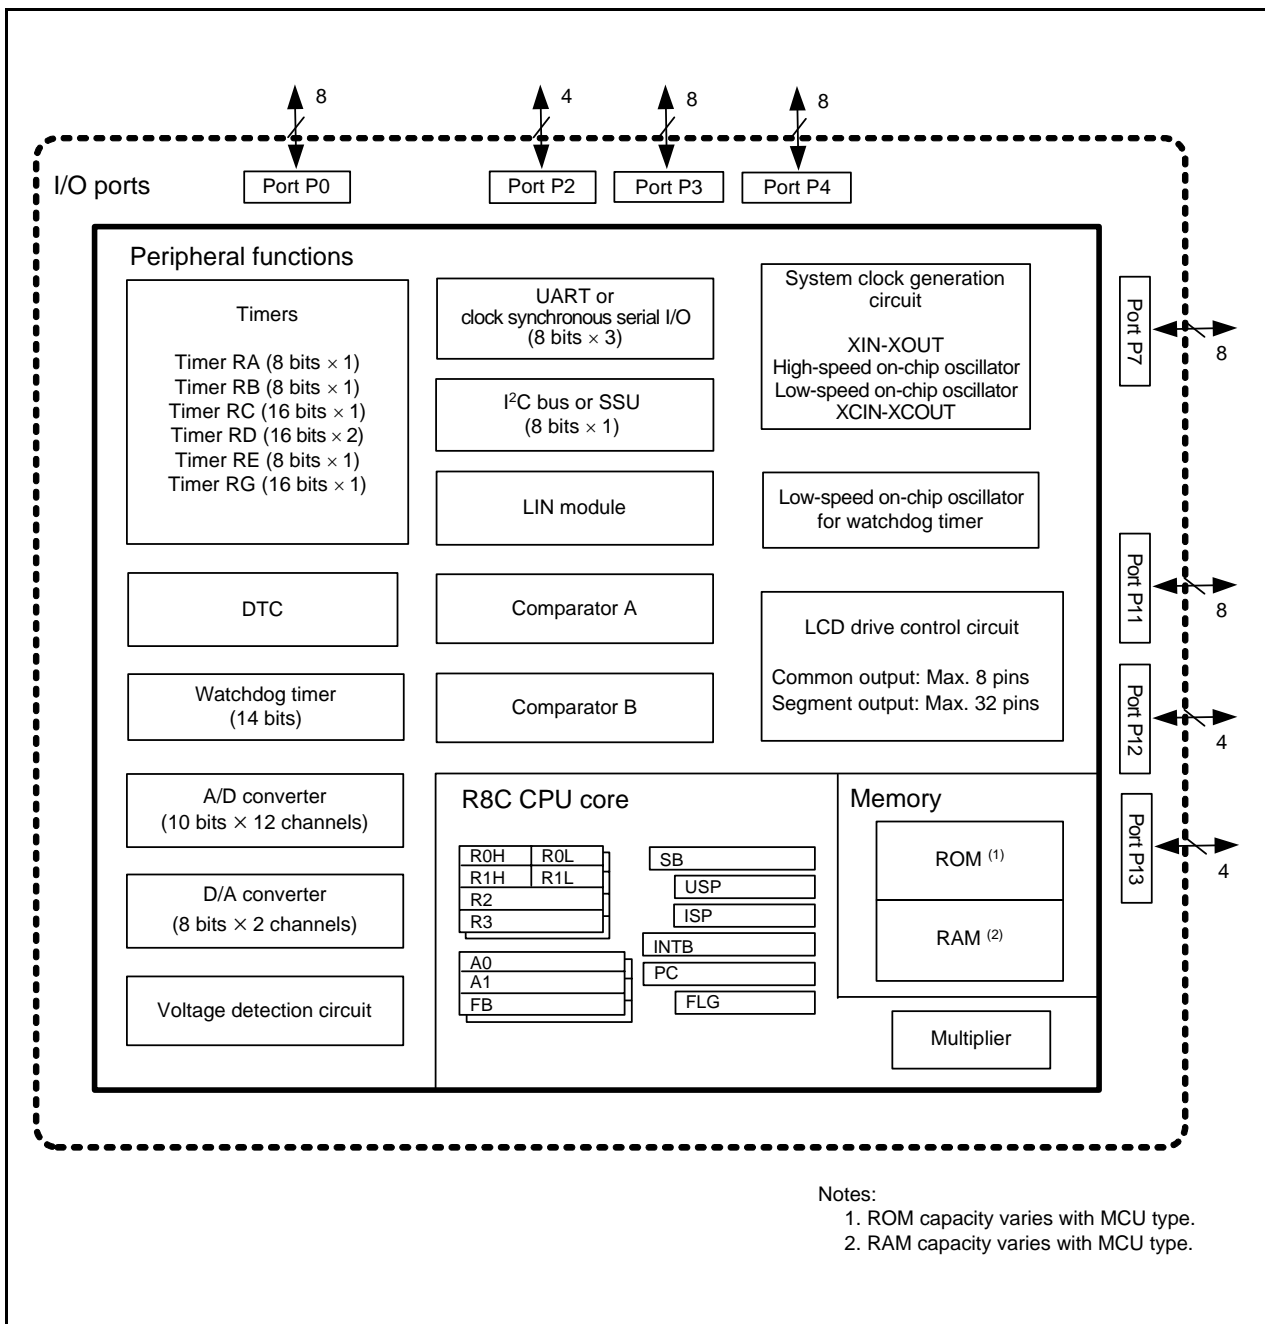 8
4
8
8
I/O ports
Port P0
Port P2
Port P3
Port P4
Peripheral functions
Timers
Timer RA (8 bits × 1)
Timer RB (8 bits × 1)
Timer RC (16 bits × 1)
Timer RD (16 bits × 2)
Timer RE (8 bits × 1)
Timer RG (16 bits × 1)
DTC
Watchdog timer
(14 bits)
A/D converter
(10 bits × 12 channels)
D/A converter
(8 bits × 2 channels)
Voltage detection circuit
UART or
clock synchronous serial I/O
(8 bits × 3)
I²C bus or SSU
(8 bits × 1)
LIN module
Comparator A
Comparator B
System clock generation
circuit
XIN-XOUT
High-speed on-chip oscillator
Low-speed on-chip oscillator
XCIN-XCOUT
Low-speed on-chip oscillator
for watchdog timer
LCD drive control circuit
Common output: Max. 8 pins
Segment output: Max. 32 pins
R8C CPU core
R0H R0L
R1H R1L
R2
R3
A0
A1
FB
SB
USP
ISP
INTB
PC
FLG
Memory
ROM (1)
RAM (2)
Multiplier
Port P7
8
Port P11
8
Port P12
4
Port P13
4
Notes:
1. ROM capacity varies with MCU type.
2. RAM capacity varies with MCU type.